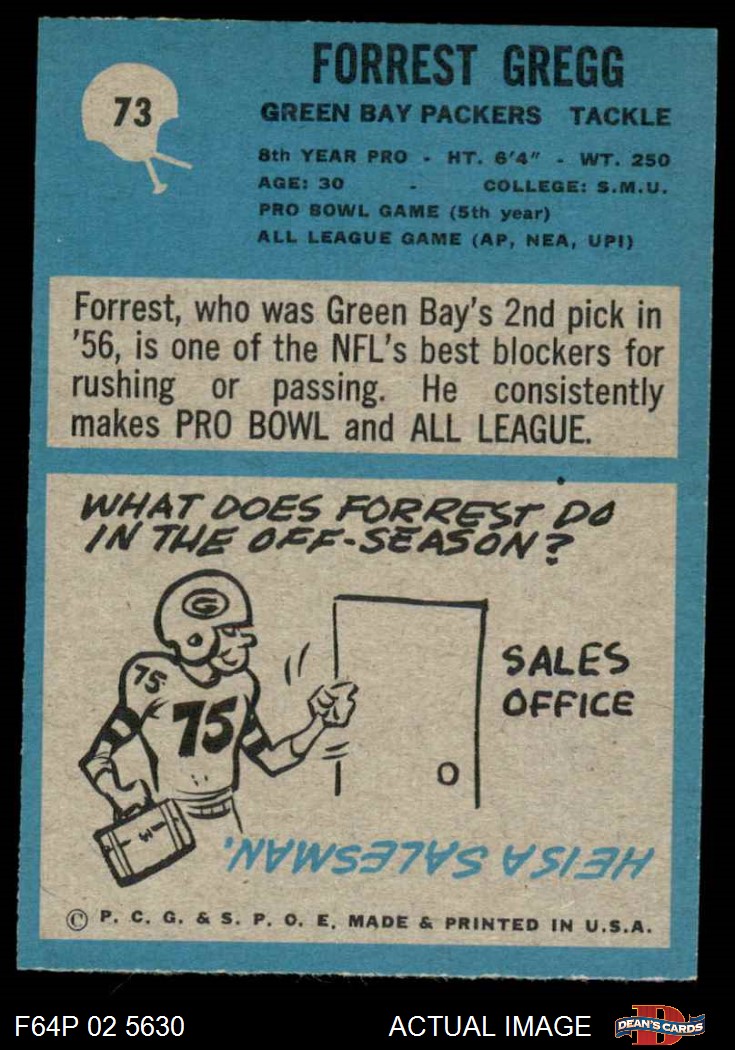 73
FORREST GREGG
GREEN BAY PACKERS TACKLE
8th YEAR PRO - HT. 6'4" - WT. 250
AGE: 30 - COLLEGE: S.M.U.
PRO BOWL GAME (5th year)
ALL LEAGUE GAME (AP, NEA, UPI)
Forrest, who was Green Bay's 2nd pick in
'56, is one of the NFL's best blockers for
rushing or passing. He consistently
makes PRO BOWL and ALL LEAGUE.
WHAT DOES FORREST DO
IN THE OFF-SEASON?
G
75
75
SALES
OFFICE
HE IS A SALESMAN.
© P. C. G. & S. P. O. E. MADE & PRINTED IN U.S.A.
F64P 02 5630
ACTUAL IMAGE
D
DEAN'S CARDS